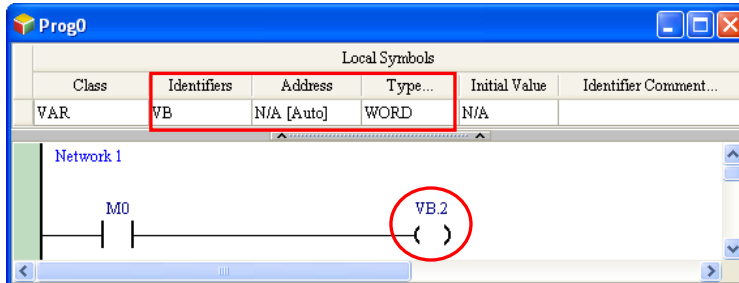 Prog0
Local Symbols
Class Identifiers Address Type... Initial Value Identifier Comment...
VAR VB N/A [Auto] WORD N/A
Network 1
M0 VB.2